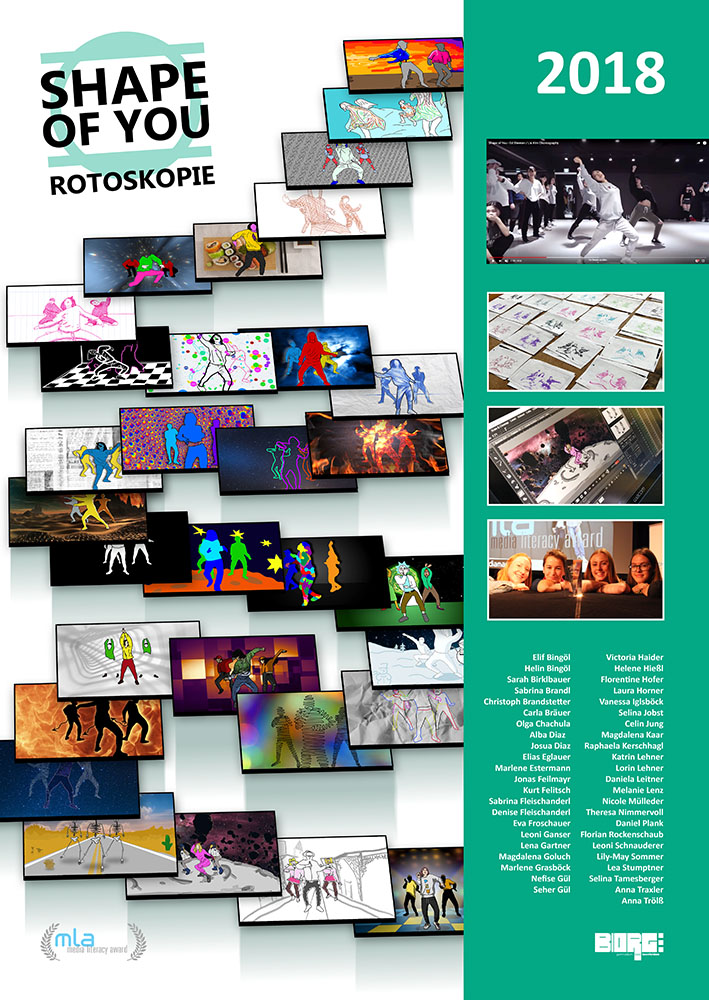 SHAPE
OF YOU
ROTOSKOPIE
2018
mla
media literacy award
Elif Bingöl
Helin Bingöl
Sarah Birklbauer
Sabrina Brandl
Christoph Brandstetter
Carla Bräuer
Olga Chachula
Alba Diaz
Josua Diaz
Elias Eglauer
Marlene Estermann
Jonas Feilmayr
Kurt Felitsch
Sabrina Fleischanderl
Denise Fleischanderl
Eva Froschauer
Leoni Ganser
Lena Gartner
Magdalena Goluch
Marlene Grasböck
Nefise Gül
Seher Gül
Victoria Haider
Helene Hießl
Florentine Hofer
Laura Horner
Vanessa Iglsböck
Selina Jobst
Celin Jung
Magdalena Kaar
Raphaela Kerschhagl
Katrin Lehner
Lorin Lehner
Daniela Leitner
Melanie Lenz
Nicole Mülleder
Theresa Nimmervoll
Daniel Plank
Florian Rockenschaub
Leoni Schnauderer
Lily-May Sommer
Lea Stumptner
Selina Tamesberger
Anna Traxler
Anna Trölß
mla
media literacy award
BORG